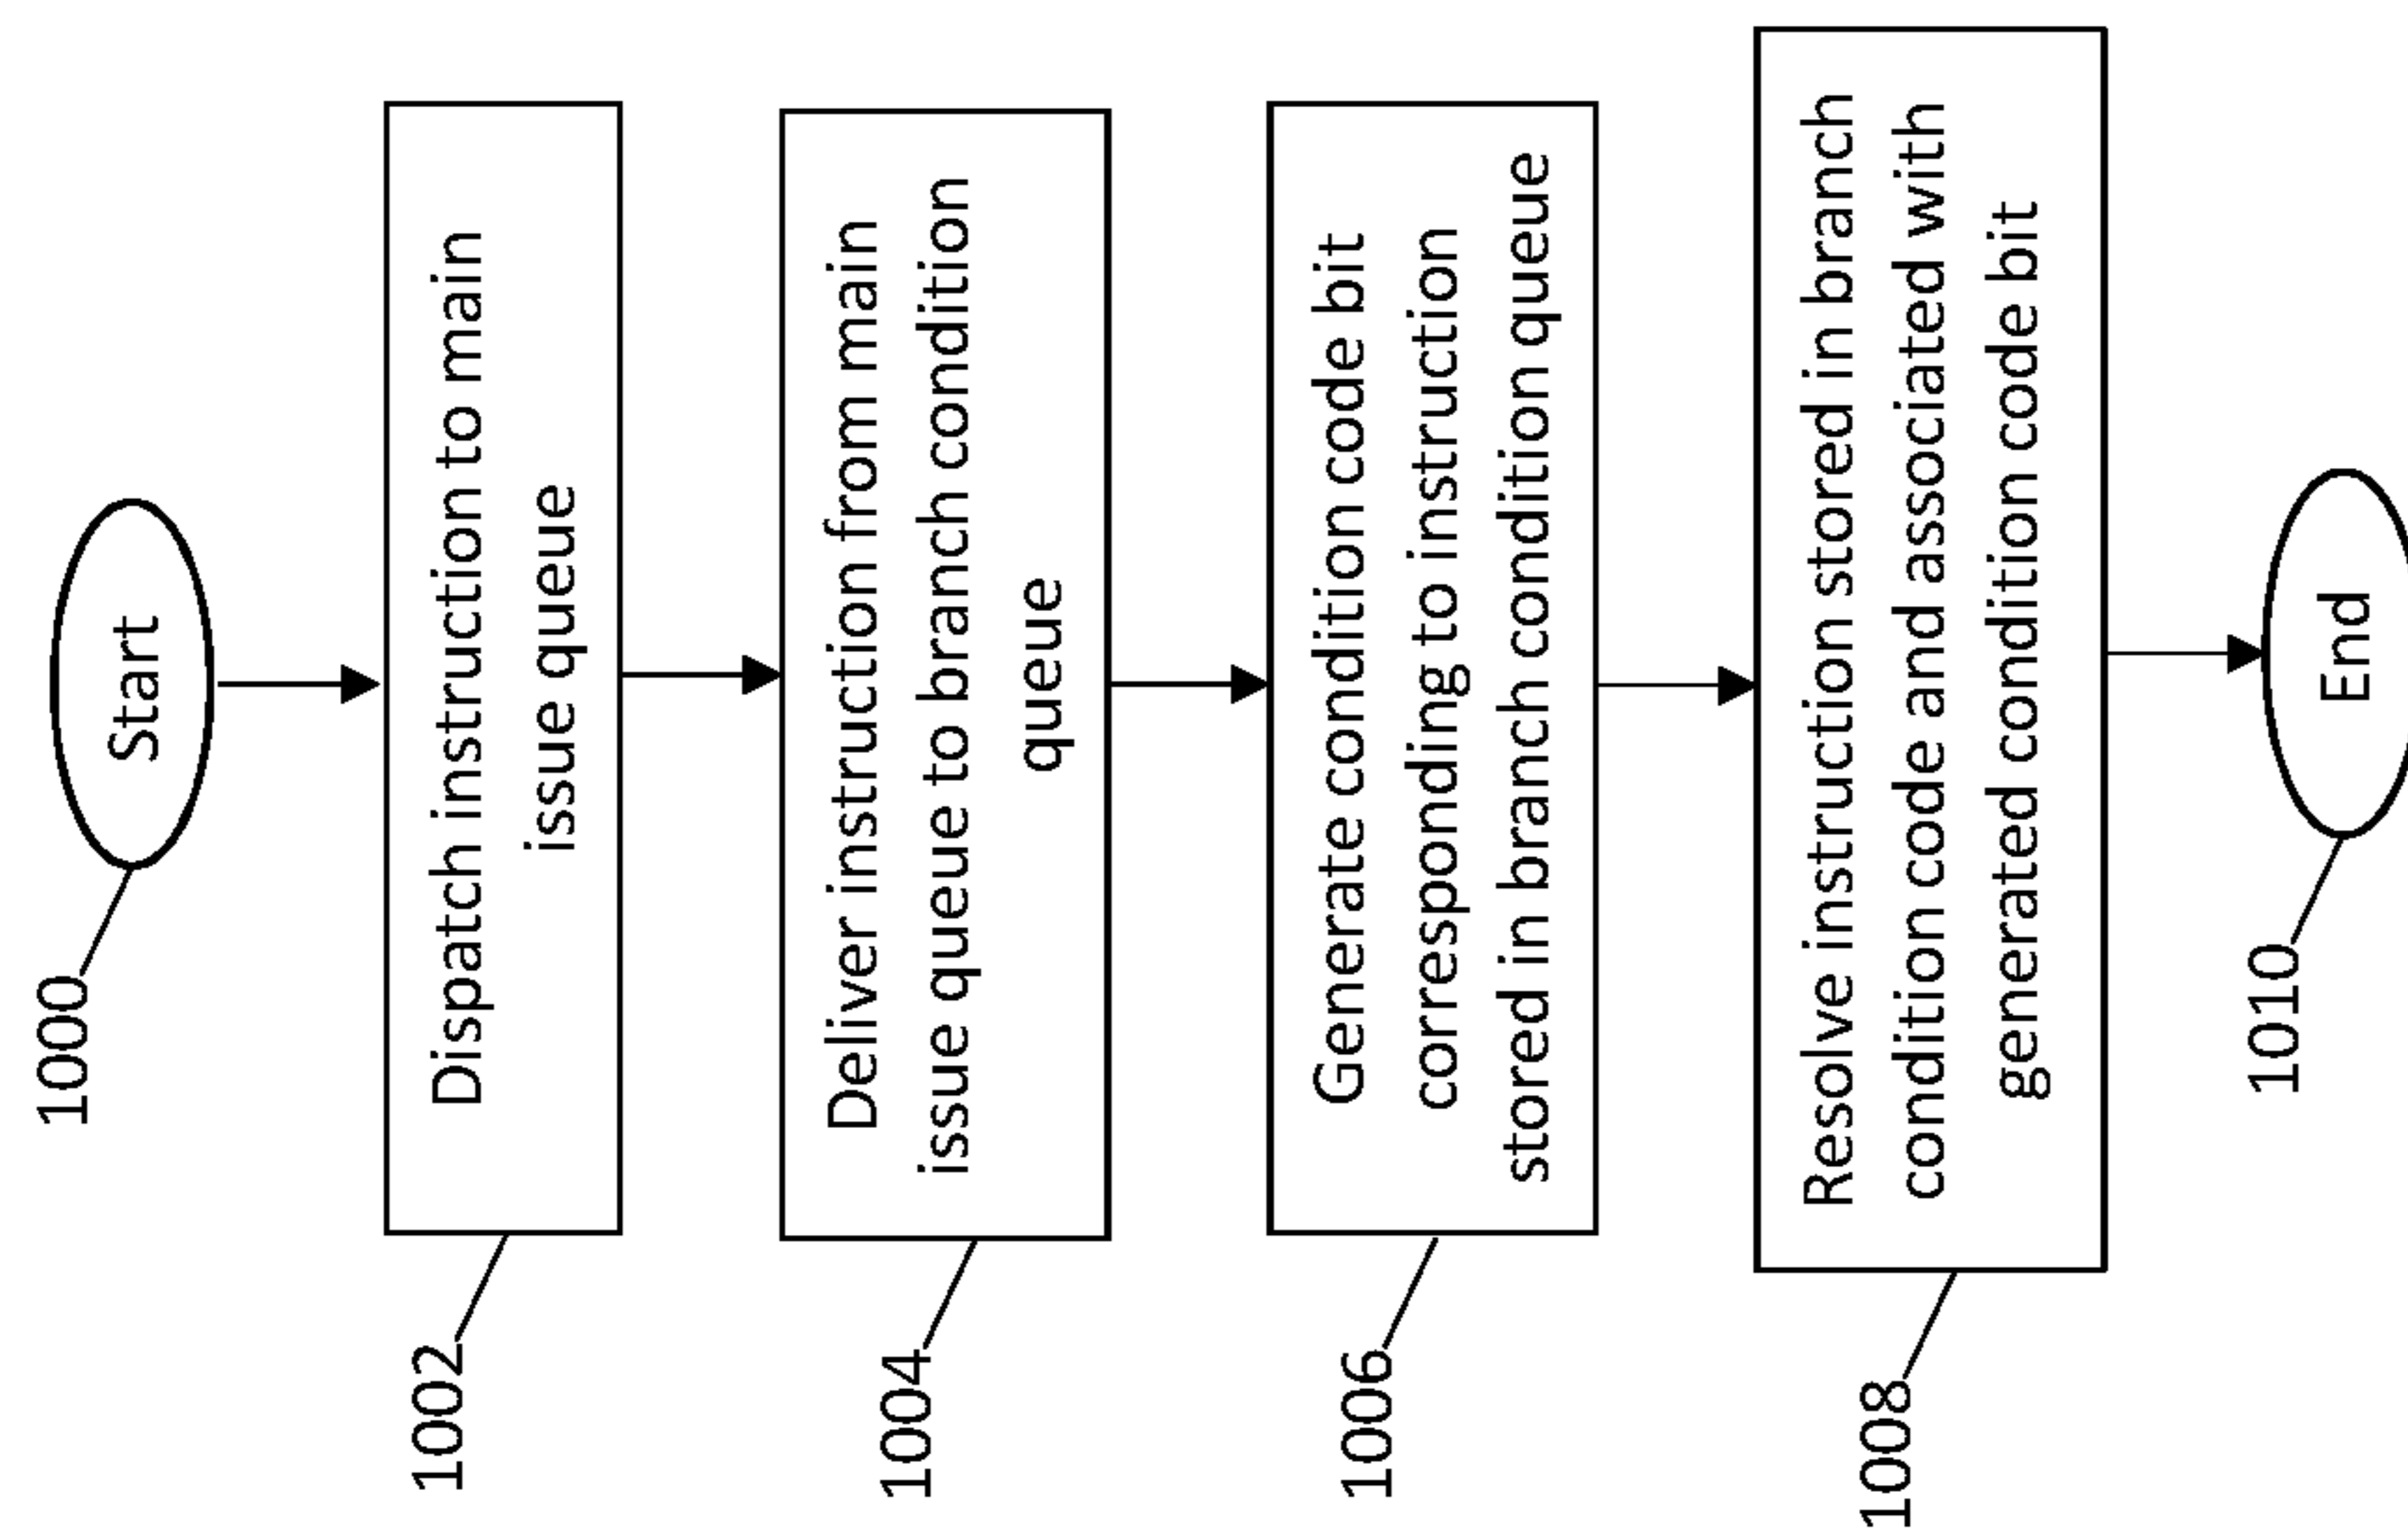 1000
Start
1002
Dispatch instruction to main
issue queue
1004
Deliver instruction from main
issue queue to branch condition
queue
1006
Generate condition code bit
corresponding to instruction
stored in branch condition queue
1008
Resolve instruction stored in branch
condition code and associated with
generated condition code bit
1010
End